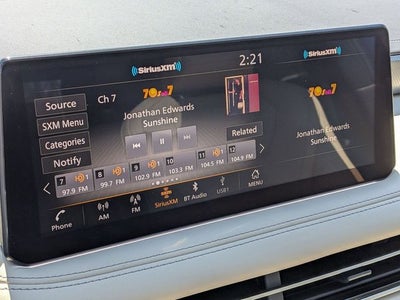 SiriusXM
2:21
SiriusXM
Source
Ch 7
70s on 7
70s on 7
SXM Menu
Jonathan Edwards
Sunshine
Jonathan Edwards
Sunshine
Categories
Related
Notify
7
8
9
10
11
12
97.9 FM
99.7 FM
102.9 FM
103.3 FM
104.5 FM
104.9 FM
Phone
AM
FM
SiriusXM
BT Audio
USB1
MENU